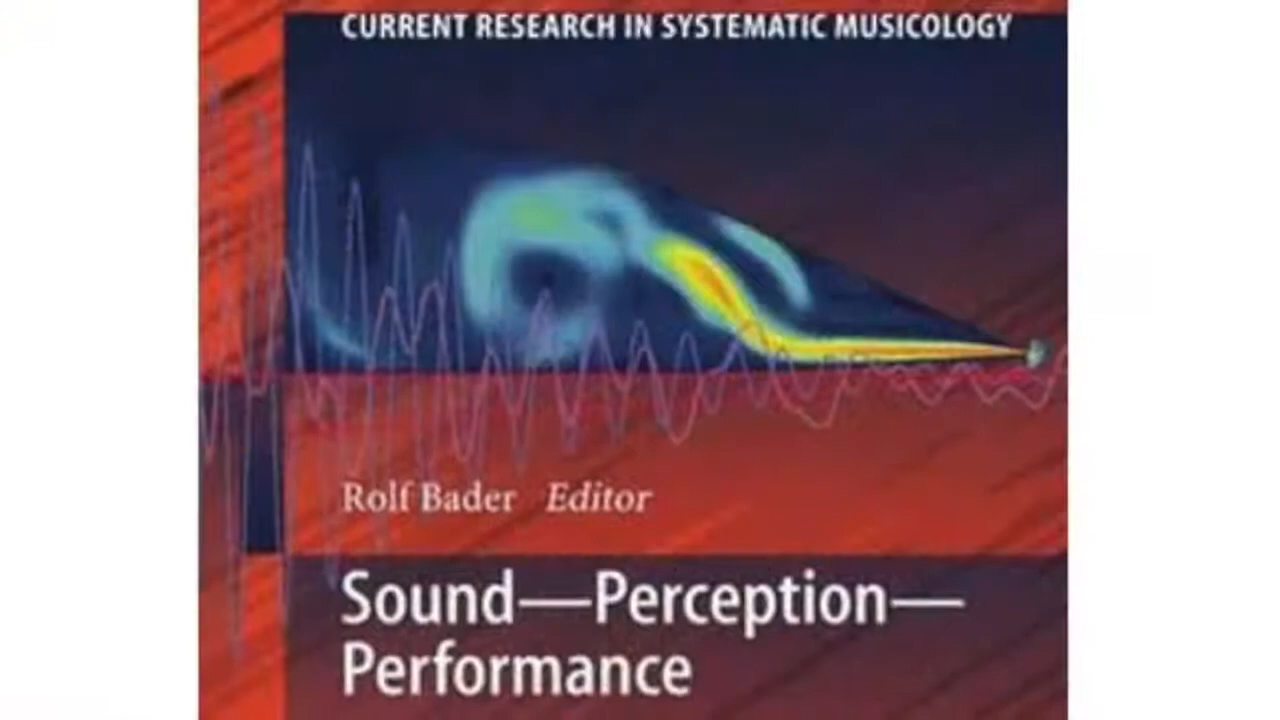 CURRENT RESEARCH IN SYSTEMATIC MUSICOLOGY
Rolf Bader Editor
Sound—Perception—
Performance